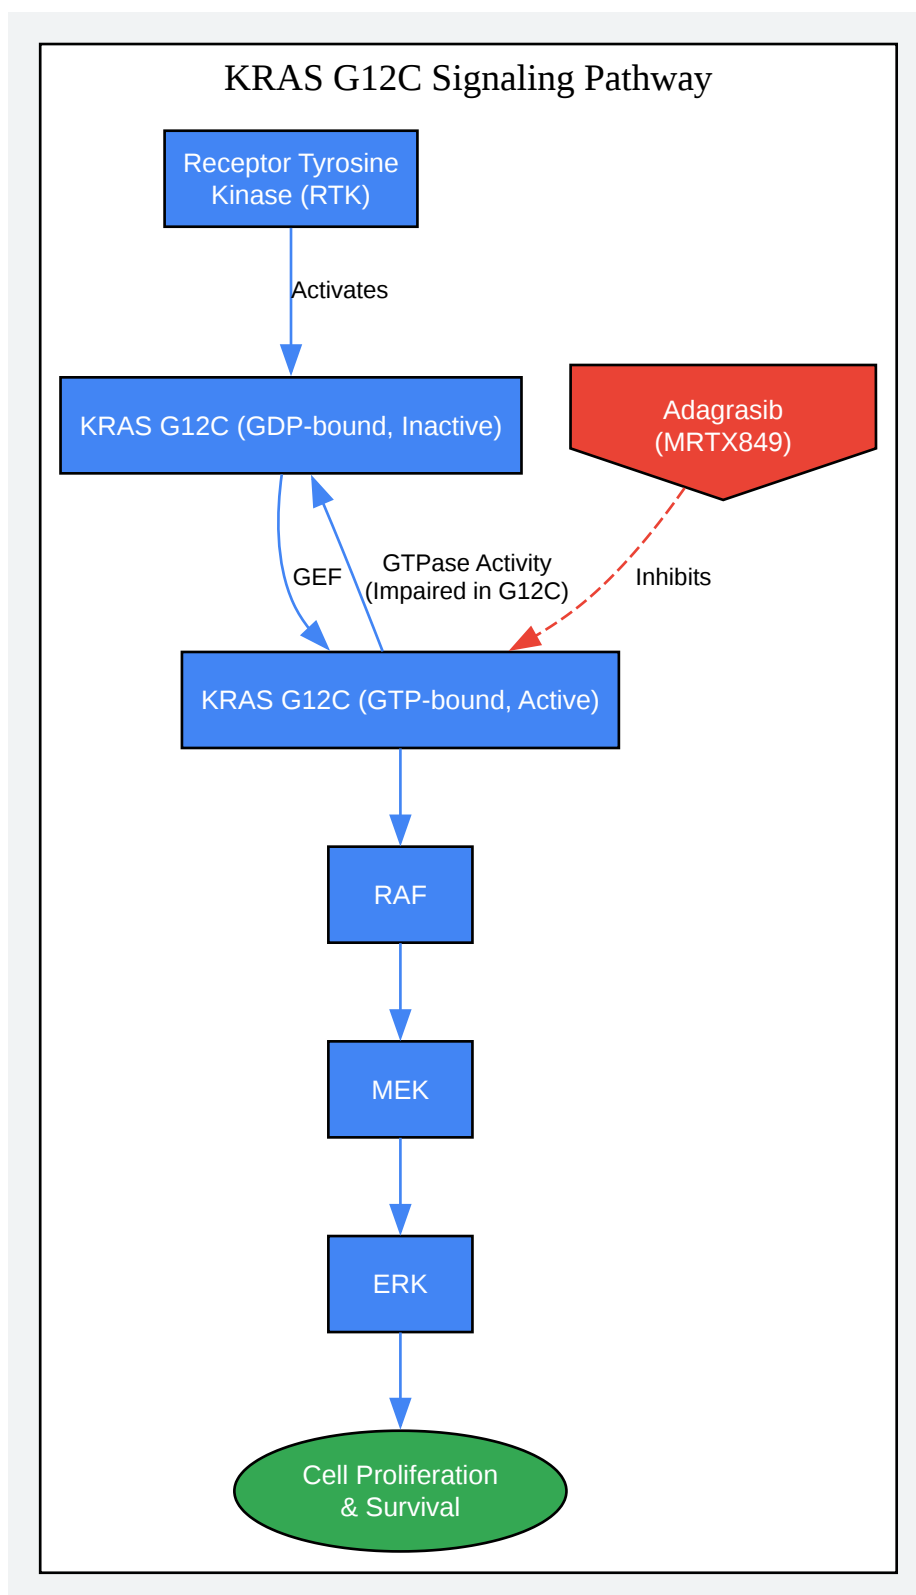 KRAS G12C Signaling Pathway
Receptor Tyrosine
Kinase (RTK)
Activates
KRAS G12C (GDP-bound, Inactive)
Adagrasib
(MRTX849)
GEF
GTPase Activity
(Impaired in G12C)
Inhibits
KRAS G12C (GTP-bound, Active)
RAF
MEK
ERK
Cell Proliferation
& Survival